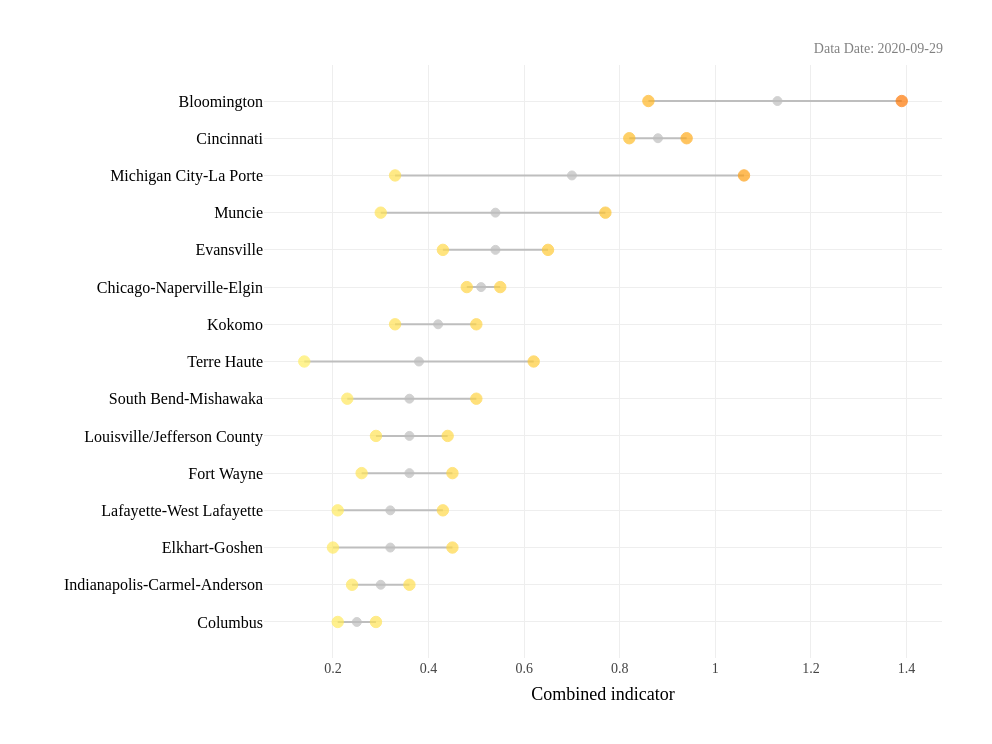 Data Date: 2020-09-29
Bloomington
Cincinnati
Michigan City-La Porte
Muncie
Evansville
Chicago-Naperville-Elgin
Kokomo
Terre Haute
South Bend-Mishawaka
Louisville/Jefferson County
Fort Wayne
Lafayette-West Lafayette
Elkhart-Goshen
Indianapolis-Carmel-Anderson
Columbus
0.2 0.4 0.6 0.8 1 1.2 1.4
Combined indicator